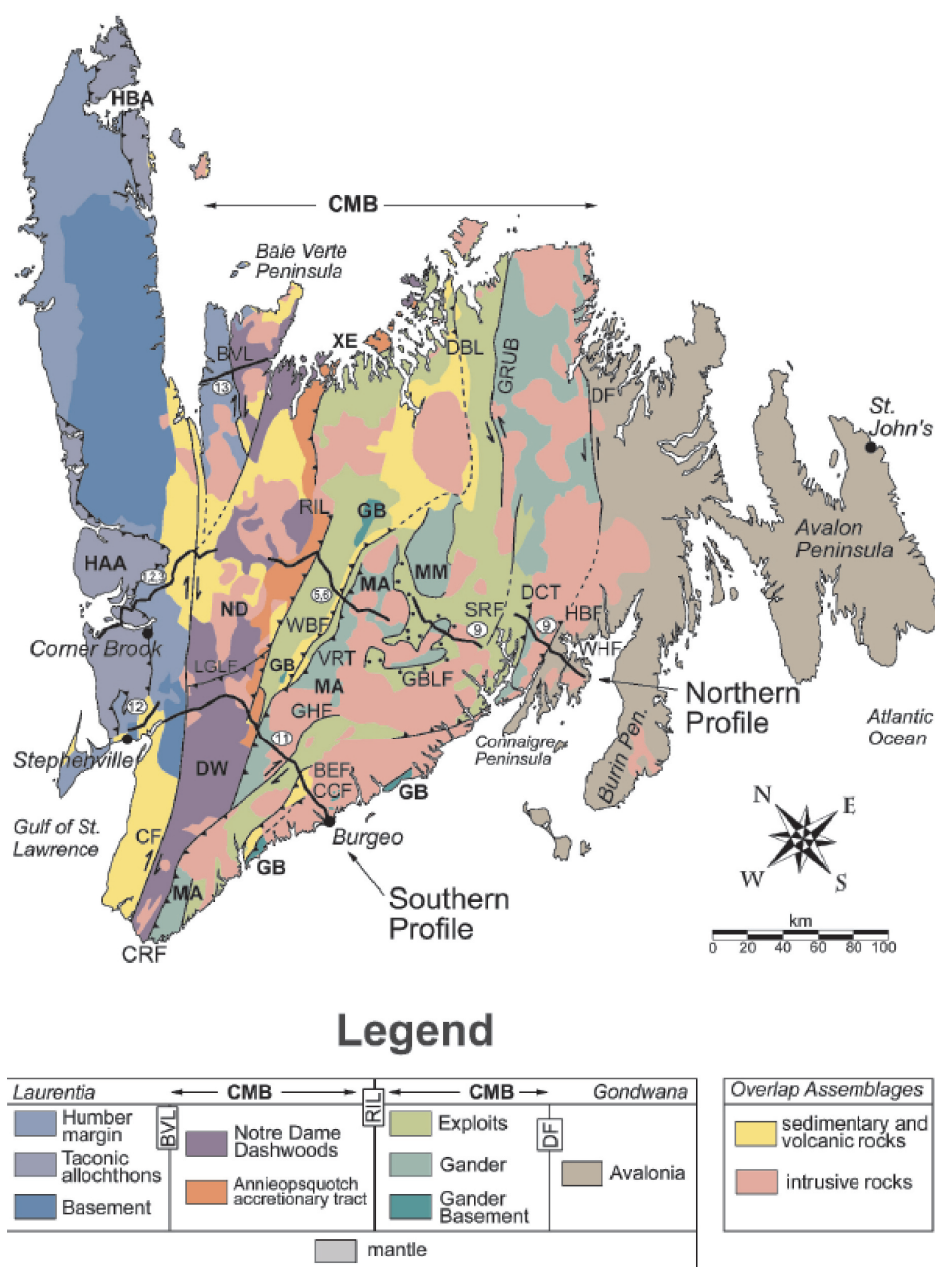 HBA
CMB
Baie Verte
Peninsula
XE
BVL
DBL
GRUB
DF
13
St.
John's
RIL
GB
Avalon
Peninsula
HAA
MA
MM
1,2,3
5,6
ND
DCT
SRF
HBF
WBF
9
9
Corner Brook
WHF
LGLF
GB
VRT
GBLF
MA
Northern
Profile
12
GHF
Connaigre
Peninsula
Atlantic
Ocean
Stephenville
11
Burin Pen.
DW
BEF
CCF
GB
N
E
Gulf of St.
Lawrence
CF
Burgeo
W
S
GB
MA
Southern
Profile
km
CRF
0 20 40 60 80 100
Legend
Laurentia
CMB
CMB
Gondwana
Overlap Assemblages
BVL
RIL
DF
Humber
margin
Notre Dame
Dashwoods
Exploits
sedimentary and
volcanic rocks
Taconic
allochthons
Gander
Avalonia
Annieopsquotch
accretionary tract
intrusive rocks
Basement
Gander
Basement
mantle